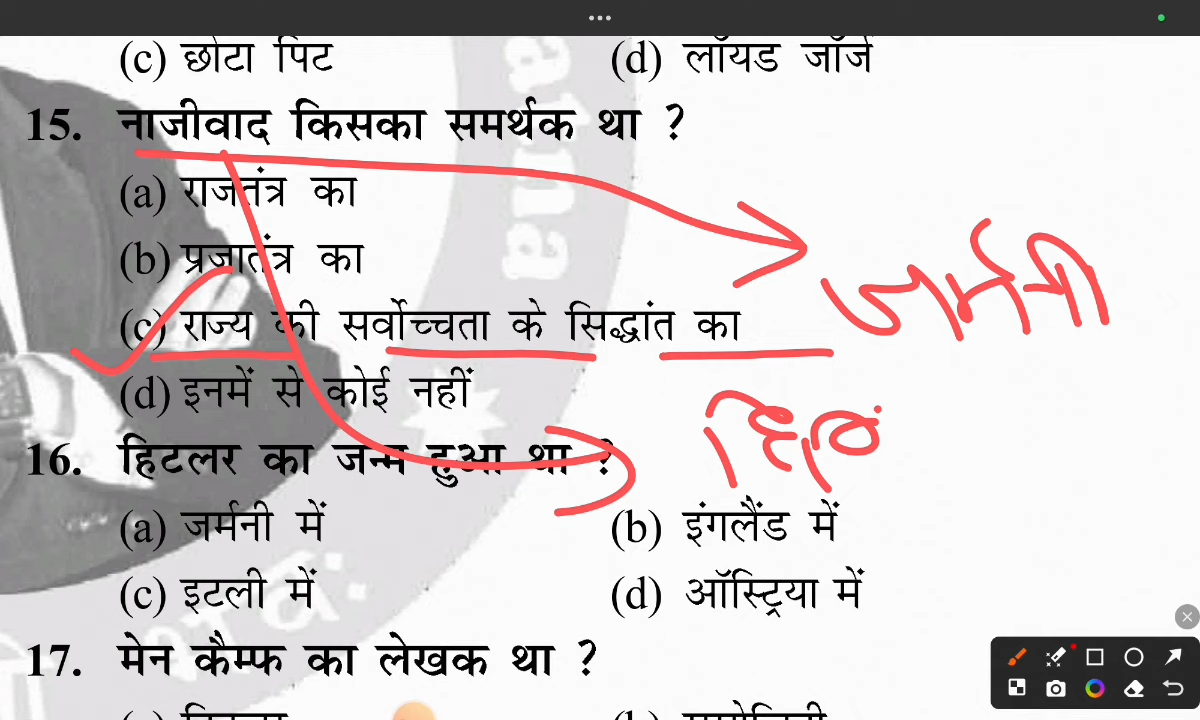 (c) छोटा पिट (d) लॉयड जॉर्ज
15. नाजीवाद किसका समर्थक था ?
(a) राजतंत्र का
(b) प्रजातंत्र का
(c) राज्य की सर्वोच्चता के सिद्धांत का
जर्मनी
(d) इनमें से कोई नहीं
16. हिटलर का जन्म हुआ था ?
(a) जर्मनी में (b) इंगलैंड में
(c) इटली में (d) ऑस्ट्रिया में
17. मेन कैम्फ का लेखक था ?